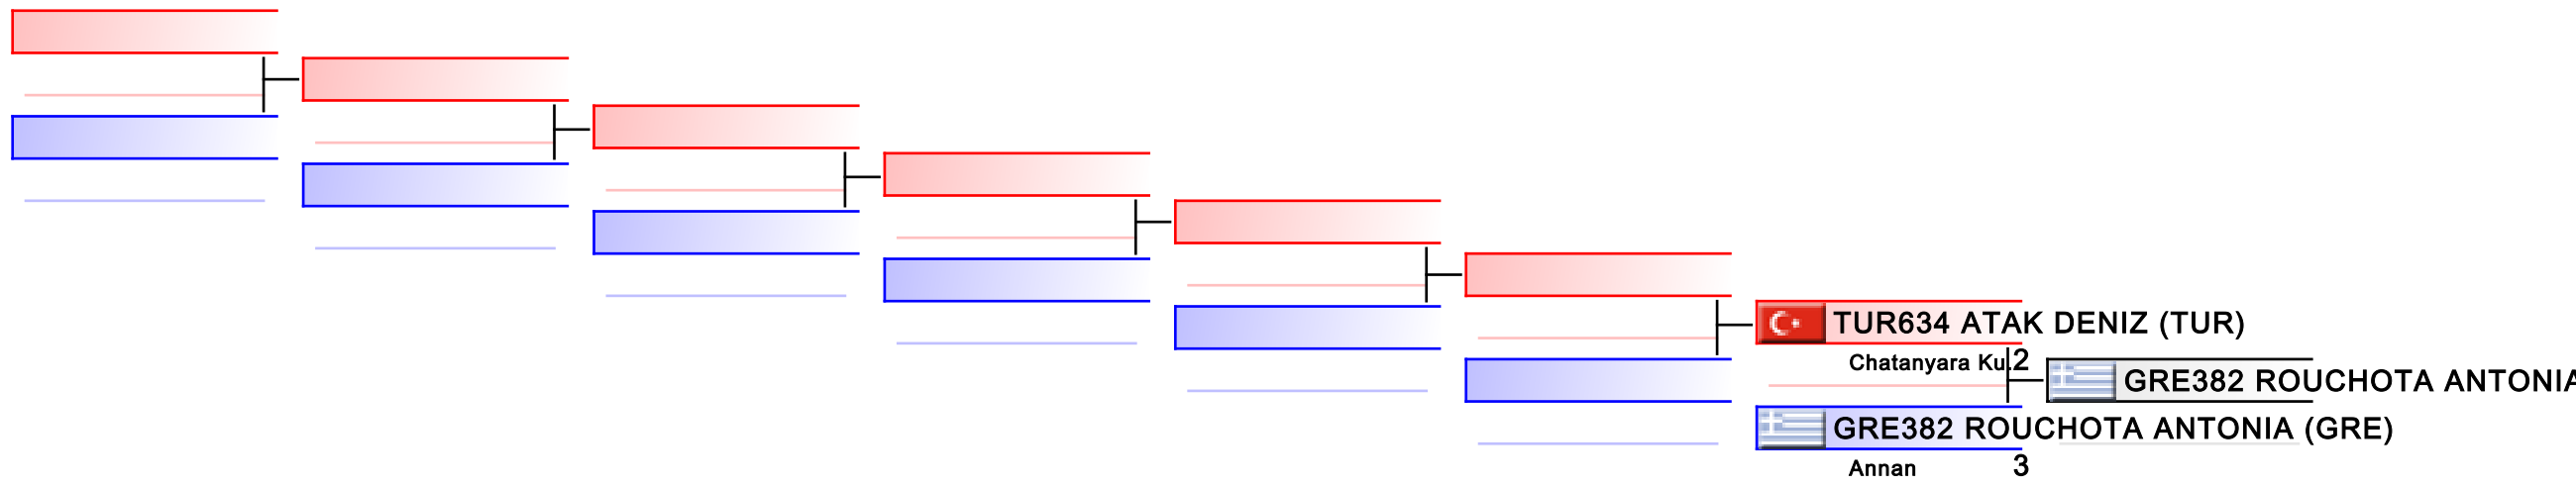 TUR634 ATAK DENIZ (TUR)
Chatanyara Ku.2
GRE382 ROUCHOTA ANTONIA
GRE382 ROUCHOTA ANTONIA (GRE)
Annan 3